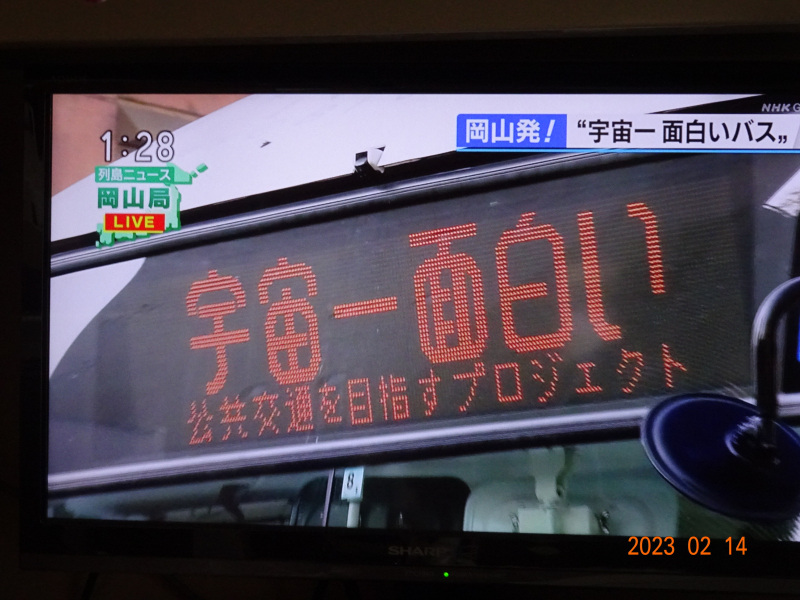 NHK G
岡山発！ “宇宙一 面白いバス„
1:28
列島ニュース
岡山局
LIVE
宇宙一面白い
公共交通を目指すプロジェクト
8
SHARP
2023 02 14